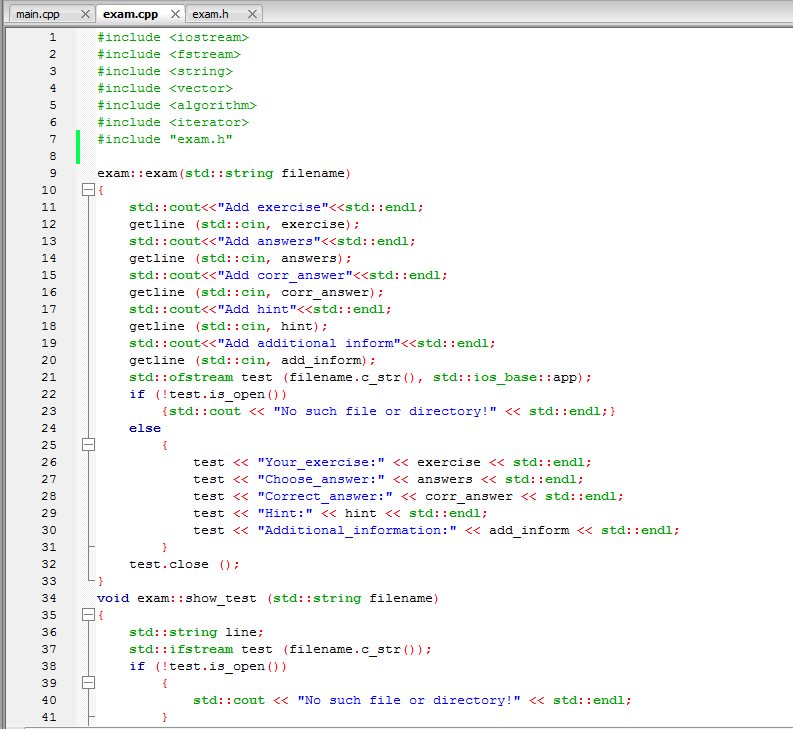 main.cpp exam.cpp exam.h
1 #include <iostream>
2 #include <fstream>
3 #include <string>
4 #include <vector>
5 #include <algorithm>
6 #include <iterator>
7 #include "exam.h"
8
9 exam::exam(std::string filename)
10 {
11 std::cout<<"Add exercise"<<std::endl;
12 getline (std::cin, exercise);
13 std::cout<<"Add answers"<<std::endl;
14 getline (std::cin, answers);
15 std::cout<<"Add corr_answer"<<std::endl;
16 getline (std::cin, corr_answer);
17 std::cout<<"Add hint"<<std::endl;
18 getline (std::cin, hint);
19 std::cout<<"Add additional inform"<<std::endl;
20 getline (std::cin, add_inform);
21 std::ofstream test (filename.c_str(), std::ios_base::app);
22 if (!test.is_open())
23 {std::cout << "No such file or directory!" << std::endl;}
24 else
25 {
26 test << "Your_exercise:" << exercise << std::endl;
27 test << "Choose_answer:" << answers << std::endl;
28 test << "Correct_answer:" << corr_answer << std::endl;
29 test << "Hint:" << hint << std::endl;
30 test << "Additional_information:" << add_inform << std::endl;
31 }
32 test.close ();
33 }
34 void exam::show_test (std::string filename)
35 {
36 std::string line;
37 std::ifstream test (filename.c_str());
38 if (!test.is_open())
39 {
40 std::cout << "No such file or directory!" << std::endl;
41 }